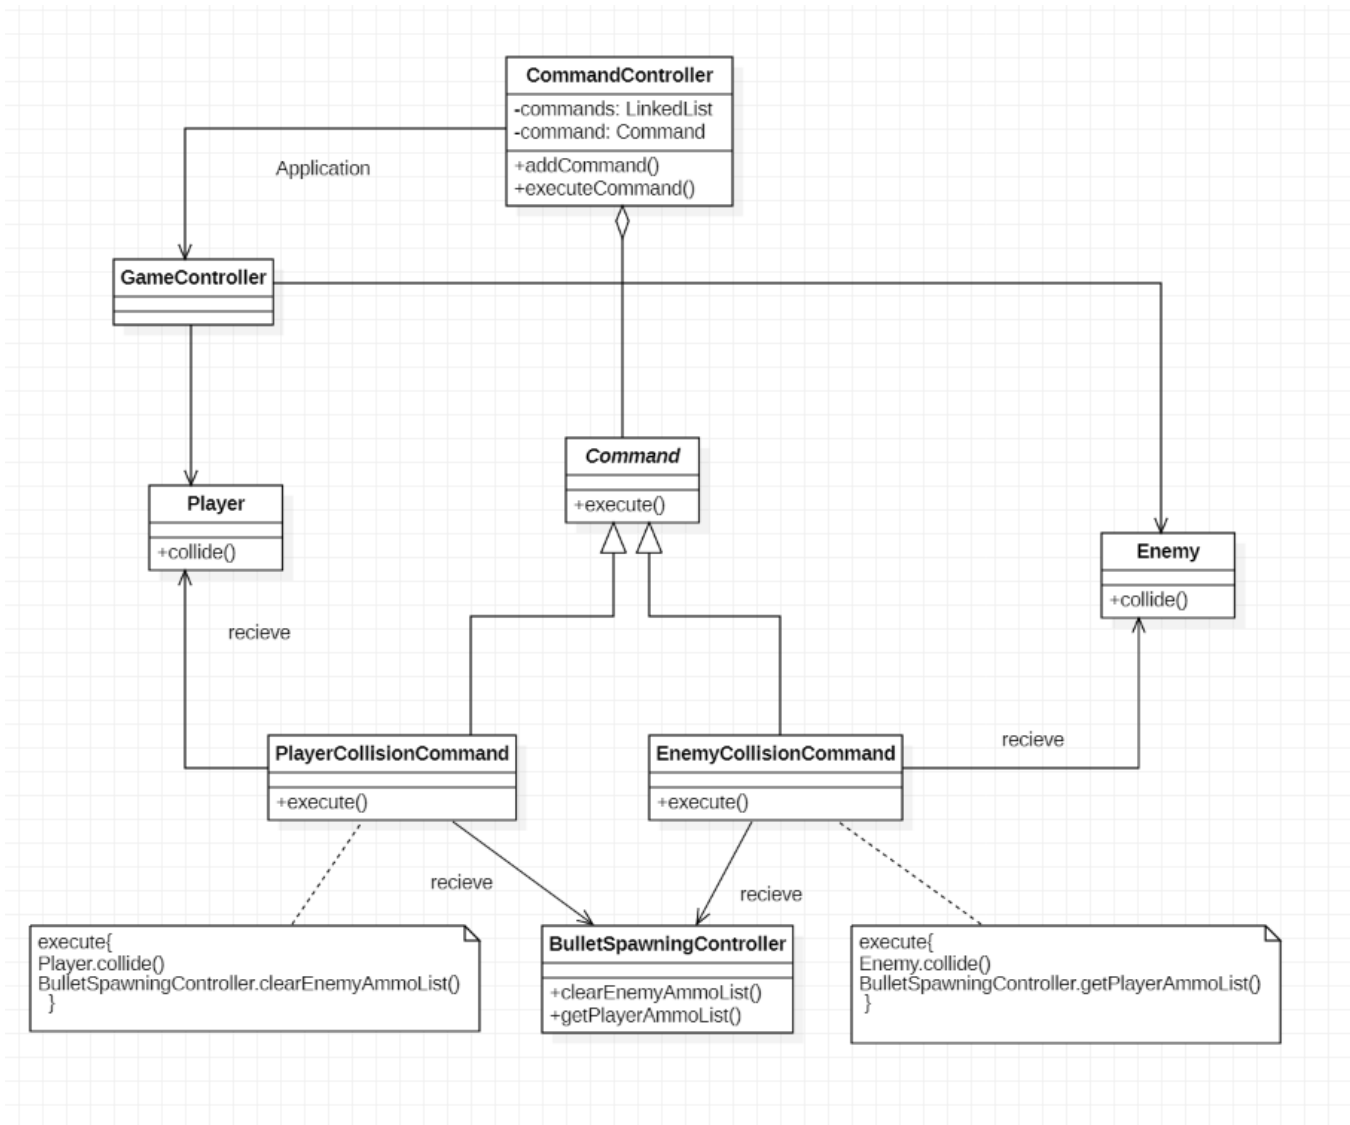 CommandController
-commands: LinkedList
-command: Command
+addCommand()
+executeCommand()
Application
GameController
Command
+execute()
Player
+collide()
Enemy
+collide()
recieve
recieve
PlayerCollisionCommand
+execute()
EnemyCollisionCommand
+execute()
recieve
recieve
execute{
Player.collide()
BulletSpawningController.clearEnemyAmmoList()
}
BulletSpawningController
+clearEnemyAmmoList()
+getPlayerAmmoList()
execute{
Enemy.collide()
BulletSpawningController.getPlayerAmmoList()
}